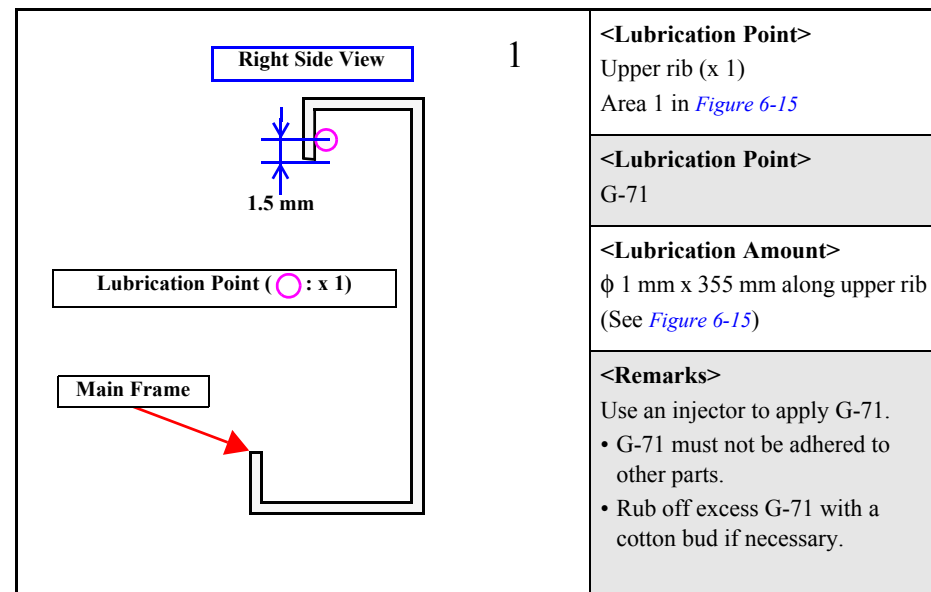 Right Side View
1
1.5 mm
Lubrication Point ( : x 1)
Main Frame
<Lubrication Point>
Upper rib (x 1)
Area 1 in Figure 6-15
<Lubrication Point>
G-71
<Lubrication Amount>
ϕ 1 mm x 355 mm along upper rib
(See Figure 6-15)
<Remarks>
Use an injector to apply G-71.
• G-71 must not be adhered to
other parts.
• Rub off excess G-71 with a
cotton bud if necessary.